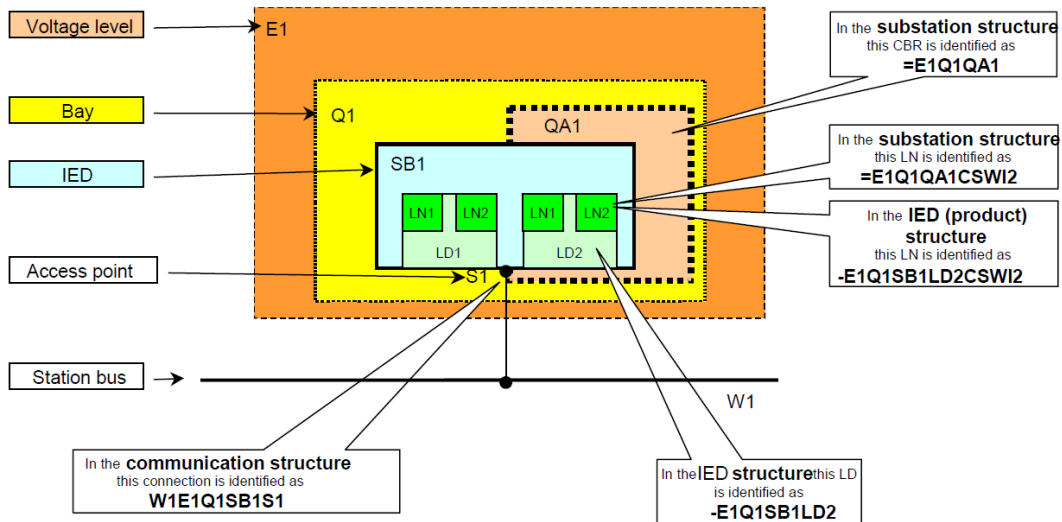 Voltage level
E1
Bay
Q1
QA1
IED
SB1
LN1
LN2
LN1
LN2
LD1
LD2
Access point
S1
Station bus
W1
In the substation structure
this CBR is identified as
=E1Q1QA1
In the substation structure
this LN is identified as
=E1Q1QA1CSWI2
In the IED (product)
structure
this LN is identified as
-E1Q1SB1LD2CSWI2
In the communication structure
this connection is identified as
W1E1Q1SB1S1
In the IED structure this LD
is identified as
-E1Q1SB1LD2